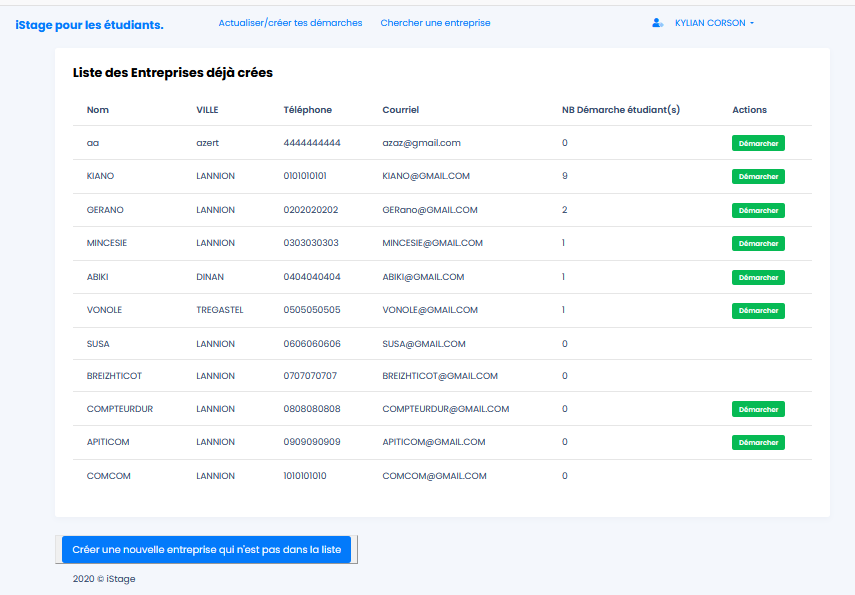 iStage pour les étudiants. Actualiser/créer tes démarches Chercher une entreprise KYLIAN CORSON
Liste des Entreprises déjà crées
Nom VILLE Téléphone Courriel NB Démarche étudiant(s) Actions
aa azert 4444444444 azaz@gmail.com 0 Démarcher
KIANO LANNION 0101010101 KIANO@GMAIL.COM 9 Démarcher
GERANO LANNION 0202020202 GERano@GMAIL.COM 2 Démarcher
MINCESIE LANNION 0303030303 MINCESIE@GMAIL.COM 1 Démarcher
ABIKI DINAN 0404040404 ABIKI@GMAIL.COM 1 Démarcher
VONOLE TREGASTEL 0505050505 VONOLE@GMAIL.COM 1 Démarcher
SUSA LANNION 0606060606 SUSA@GMAIL.COM 0
BREIZHTICOT LANNION 0707070707 BREIZHTICOT@GMAIL.COM 0
COMPTEURDUR LANNION 0808080808 COMPTEURDUR@GMAIL.COM 0 Démarcher
APITICOM LANNION 0909090909 APITICOM@GMAIL.COM 0 Démarcher
COMCOM LANNION 1010101010 COMCOM@GMAIL.COM 0
Créer une nouvelle entreprise qui n'est pas dans la liste
2020 © iStage